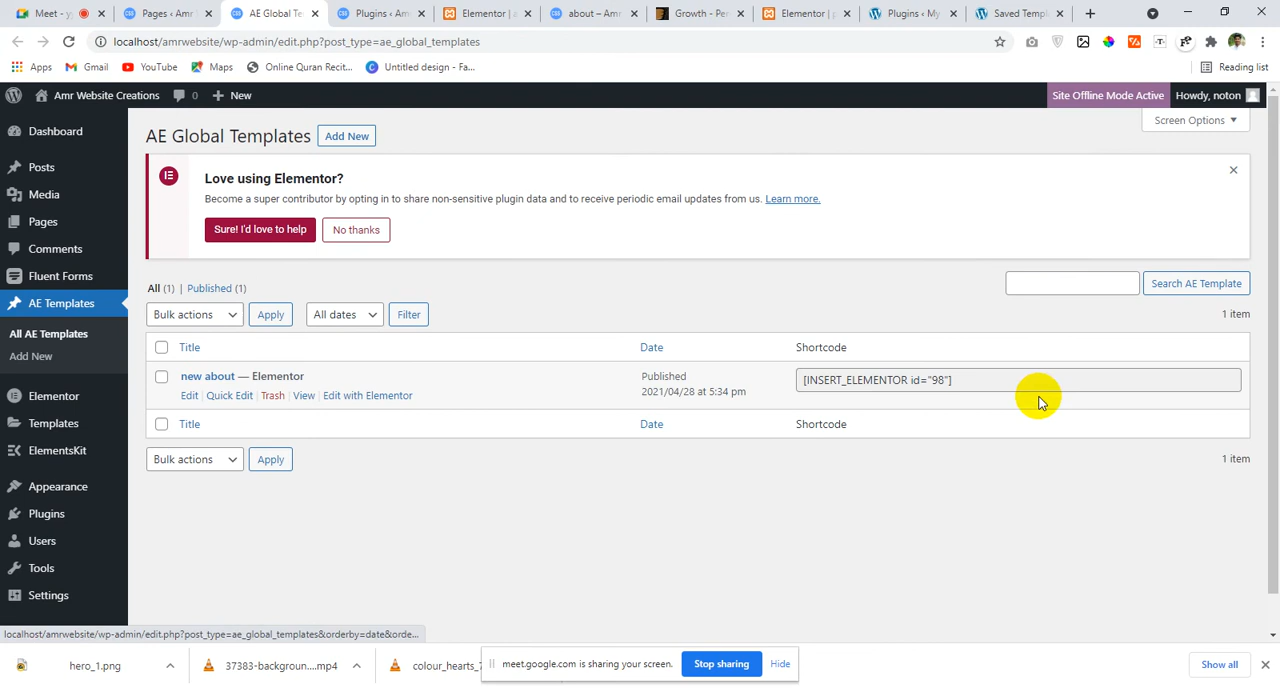 Meet - y
Pages ‹ Amr
AE Global Te
Plugins ‹ Am
Elementor | a
about – Amr
Growth - Per
Elementor | p
Plugins ‹ My
Saved Templ
localhost/amrwebsite/wp-admin/edit.php?post_type=ae_global_templates
Apps
Gmail
YouTube
Maps
Online Quran Recit...
Untitled design - Fa...
Reading list
Amr Website Creations
0
New
Site Offline Mode Active
Howdy, noton
Dashboard
Posts
Media
Pages
Comments
Fluent Forms
AE Templates
All AE Templates
Add New
Elementor
Templates
ElementsKit
Appearance
Plugins
Users
Tools
Settings
AE Global Templates
Add New
Screen Options
Love using Elementor?
Become a super contributor by opting in to share non-sensitive plugin data and to receive periodic email updates from us. Learn more.
Sure! I'd love to help
No thanks
All (1) | Published (1)
Search AE Template
Bulk actions
Apply
All dates
Filter
1 item
Title
Date
Shortcode
new about — Elementor
Edit | Quick Edit | Trash | View | Edit with Elementor
Published
2021/04/28 at 5:34 pm
[INSERT_ELEMENTOR id="98"]
Title
Date
Shortcode
Bulk actions
Apply
1 item
localhost/amrwebsite/wp-admin/edit.php?post_type=ae_global_templates&orderby=date&orde...
hero_1.png
37383-backgroun....mp4
colour_hearts_
meet.google.com is sharing your screen.
Stop sharing
Hide
Show all